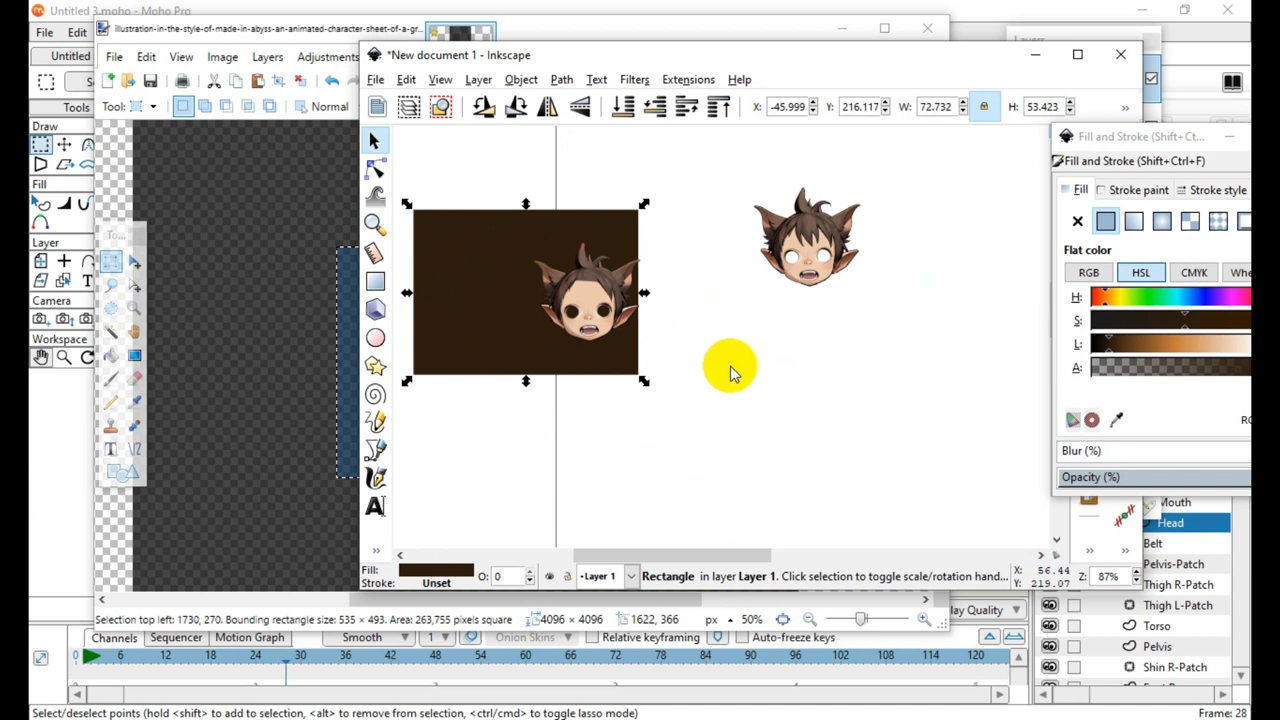 Untitled 3.moho - Moho Pro
File Edit
Untitled
Tools
Draw
Fill
Layer
Camera
Workspace
illustration-in-the-style-of-made-in-abyss-an-animated-character-sheet-of-a-gr...
File Edit View Image Layers Adjustments
Tool: Normal
*New document 1 - Inkscape
File Edit View Layer Object Path Text Filters Extensions Help
X: -45.999 Y: 216.117 W: 72.732 H: 53.423
Fill and Stroke (Shift+Ct...
Fill and Stroke (Shift+Ctrl+F)
Fill Stroke paint Stroke style
Flat color
RGB HSL CMYK Whe
H:
S:
L:
A:
Blur (%)
Opacity (%)
Mouth
Head
Belt
Pelvis-Patch
Thigh R-Patch
Thigh L-Patch
Torso
Pelvis
Shin R-Patch
Fill:
Stroke: Unset
O: 0
Layer 1
Rectangle in layer Layer 1. Click selection to toggle scale/rotation hand...
X: 56.44
Y: 219.07
Z: 87%
Selection top left: 1730, 270. Bounding rectangle size: 535 × 493. Area: 263,755 pixels square
4096 × 4096
1622, 366
px
50%
lay Quality
Channels Sequencer Motion Graph Smooth 1 Onion Skins Relative keyframing Auto-freeze keys
0 6 12 18 24 30 36 42 48 54 60 66 72 78 84 90 96 102 108 114 120
Select/deselect points (hold <shift> to add to selection, <alt> to remove from selection, <ctrl/cmd> to toggle lasso mode)
Frame: 28